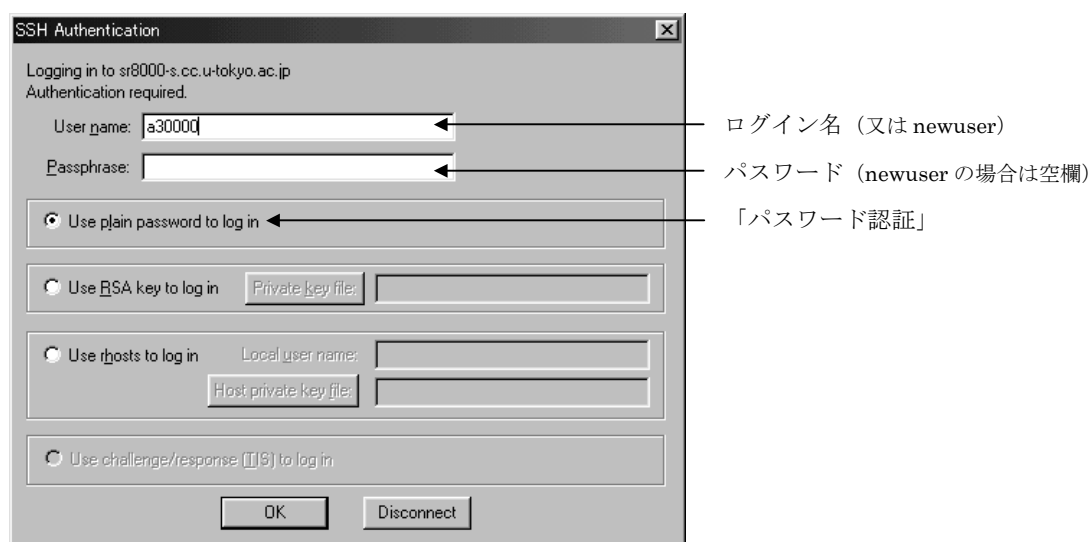 SSH Authentication
Logging in to sr8000-s.cc.u-tokyo.ac.jp
Authentication required.
User name: a30000
ログイン名（又は newuser）
Passphrase:
パスワード（newuser の場合は空欄）
Use plain password to log in
「パスワード認証」
Use RSA key to log in Private key file:
Use rhosts to log in Local user name:
Host private key file:
Use challenge/response (TIS) to log in
OK Disconnect